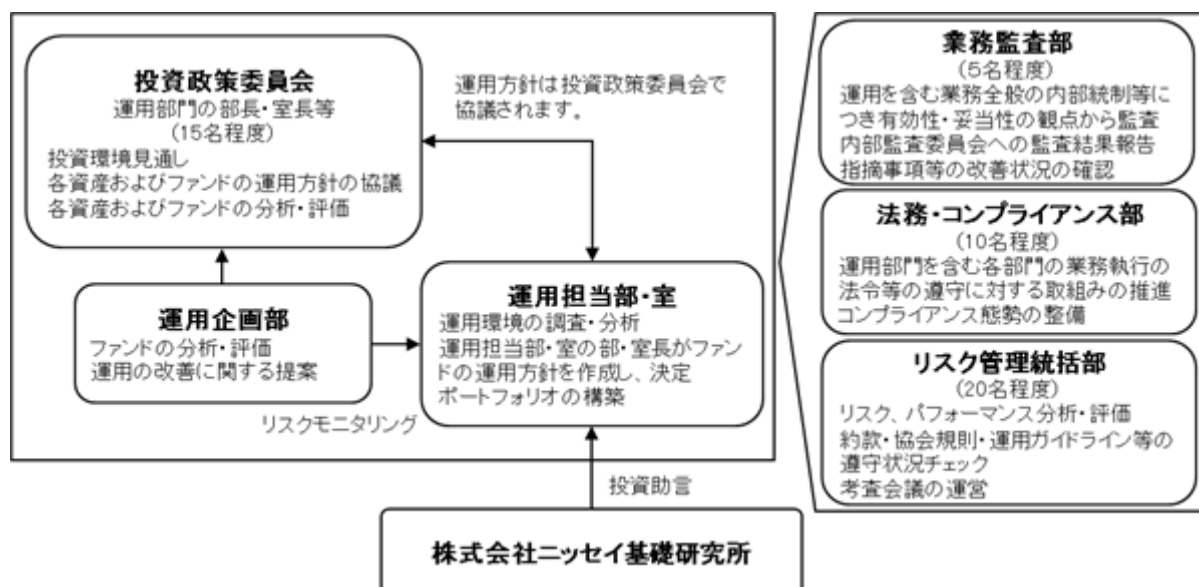 投資政策委員会
運用部門の部長・室長等
(15名程度)
投資環境見通し
各資産およびファンドの運用方針の協議
各資産およびファンドの分析・評価
運用方針は投資政策委員会で
協議されます。
運用企画部
ファンドの分析・評価
運用の改善に関する提案
リスクモニタリング
運用担当部・室
運用環境の調査・分析
運用担当部・室の部・室長がファン
ドの運用方針を作成し、決定
ポートフォリオの構築
投資助言
株式会社ニッセイ基礎研究所
業務監査部
(5名程度)
運用を含む業務全般の内部統制等に
つき有効性・妥当性の観点から監査
内部監査委員会への監査結果報告
指摘事項等の改善状況の確認
法務・コンプライアンス部
(10名程度)
運用部門を含む各部門の業務執行の
法令等の遵守に対する取組みの推進
コンプライアンス態勢の整備
リスク管理統括部
(20名程度)
リスク、パフォーマンス分析・評価
約款・協会規則・運用ガイドライン等の
遵守状況チェック
考査会議の運営